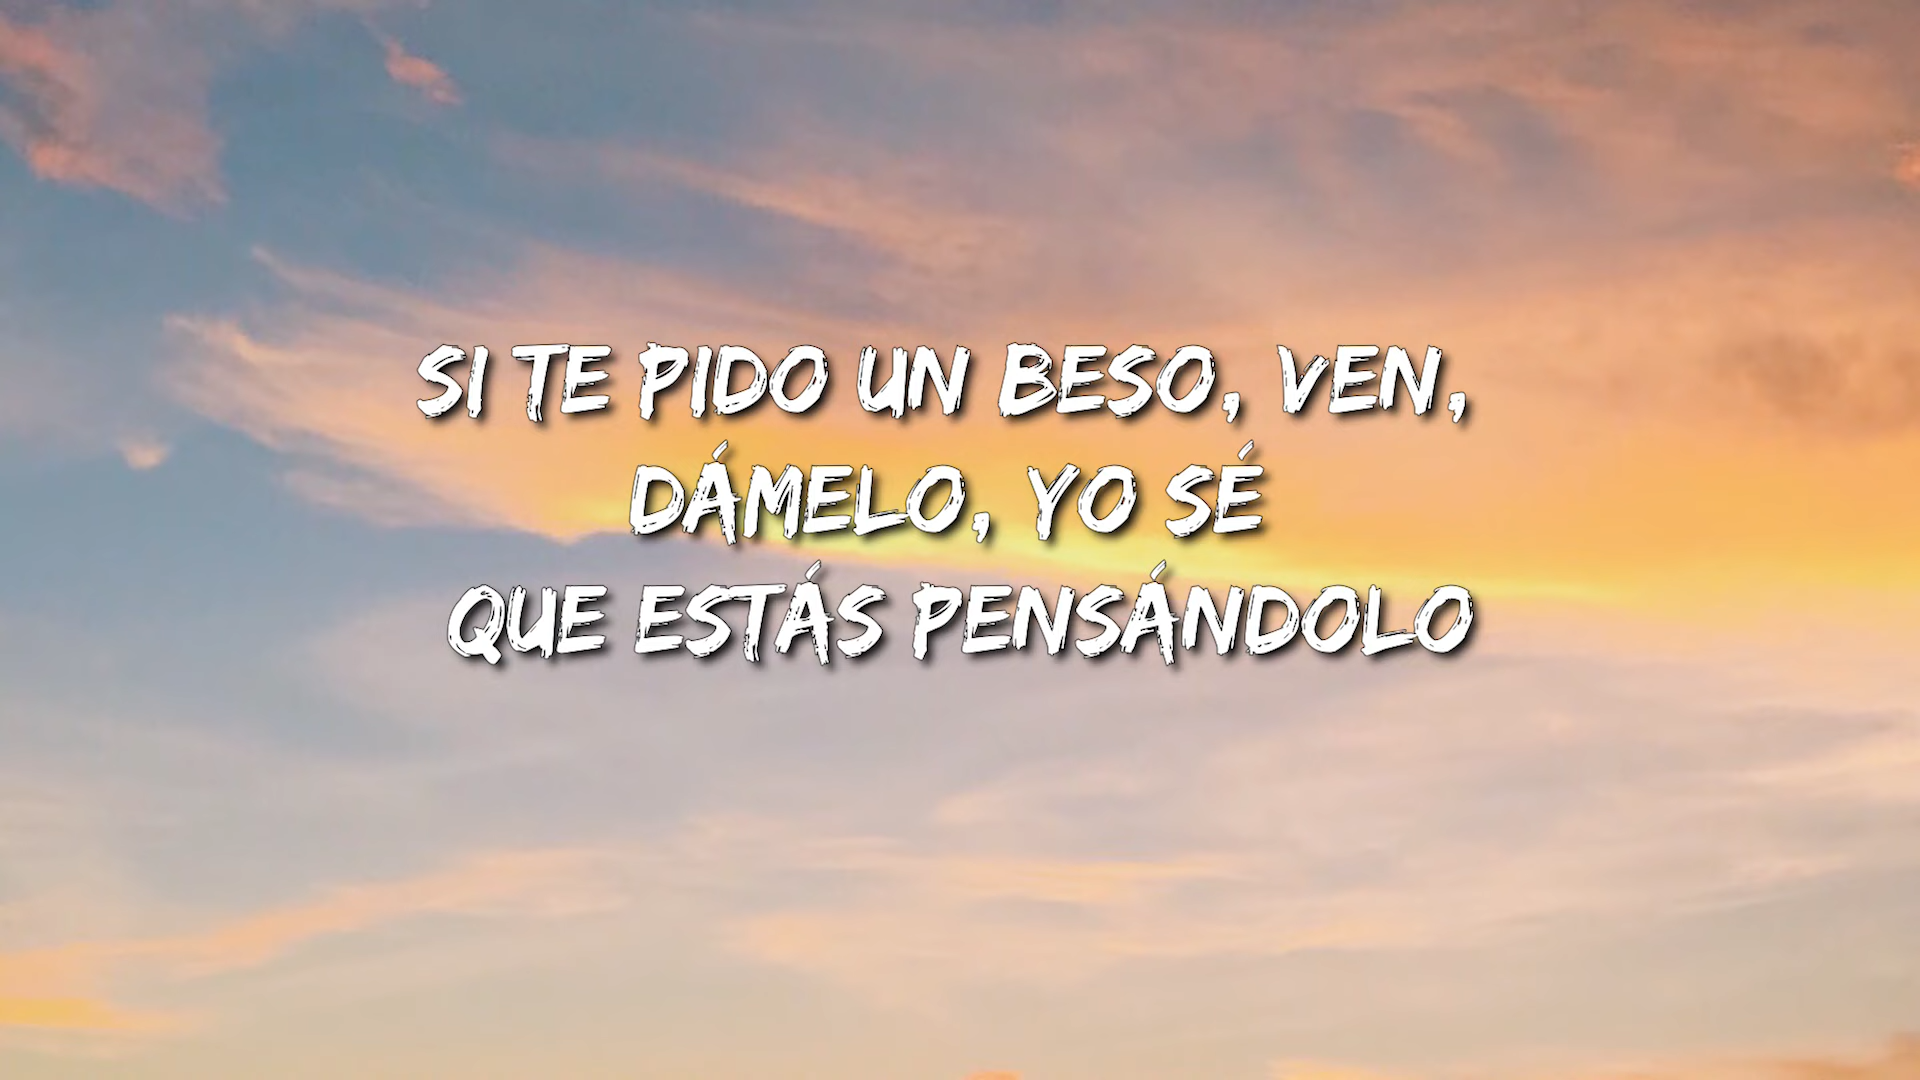 SI TE PIDO UN BESO, VEN,
DÁMELO, YO SÉ
QUE ESTÁS PENSÁNDOLO